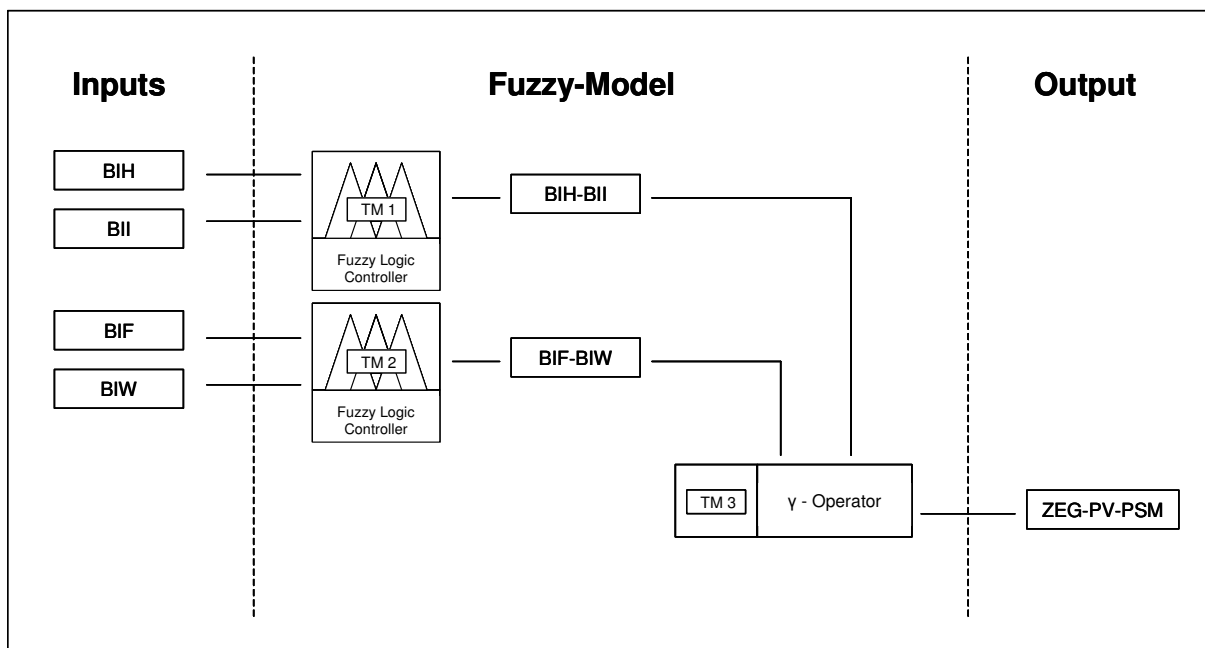 Inputs
Fuzzy-Model
Output
BIH
BII
TM 1
Fuzzy Logic
Controller
BIH-BII
BIF
BIW
TM 2
Fuzzy Logic
Controller
BIF-BIW
TM 3
γ - Operator
ZEG-PV-PSM